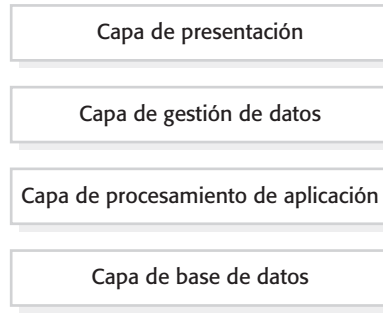 Capa de presentación
Capa de gestión de datos
Capa de procesamiento de aplicación
Capa de base de datos